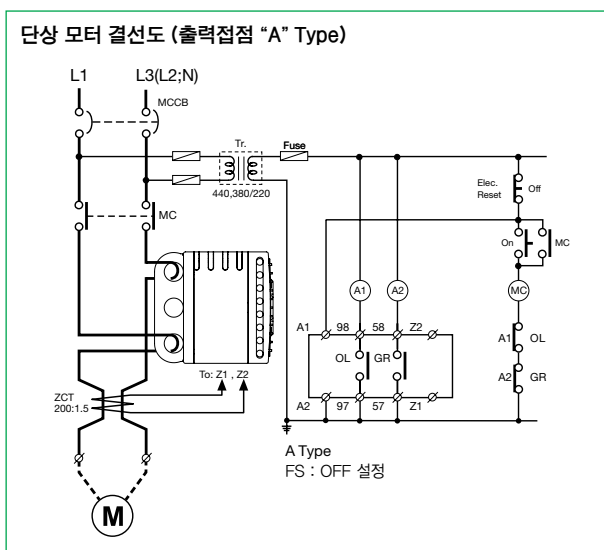 단상 모터 결선도 (출력접점 “A” Type)
L1 L3(L2;N)
MCCB
Tr. Fuse
440,380/220
Elec. Reset Off
MC
On MC
A1 A2 MC
A1 98 58 Z2
A1 OL
OL GR
A2 GR
To: Z1 , Z2
ZCT
200:1.5
A2 97 57 Z1
A Type
FS : OFF 설정
M